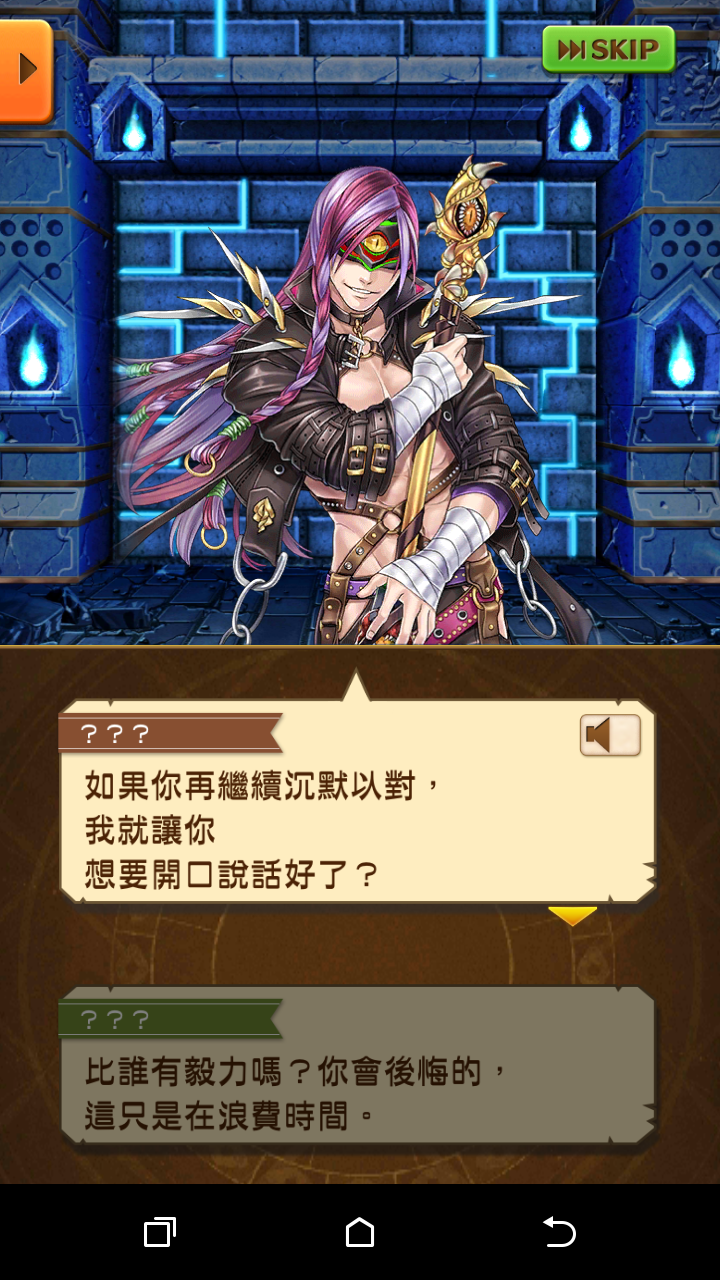 SKIP
？？？
如果你再繼續沉默以對，
我就讓你
想要開口說話好了？
？？？
比誰有毅力嗎？你會後悔的，
這只是在浪費時間。